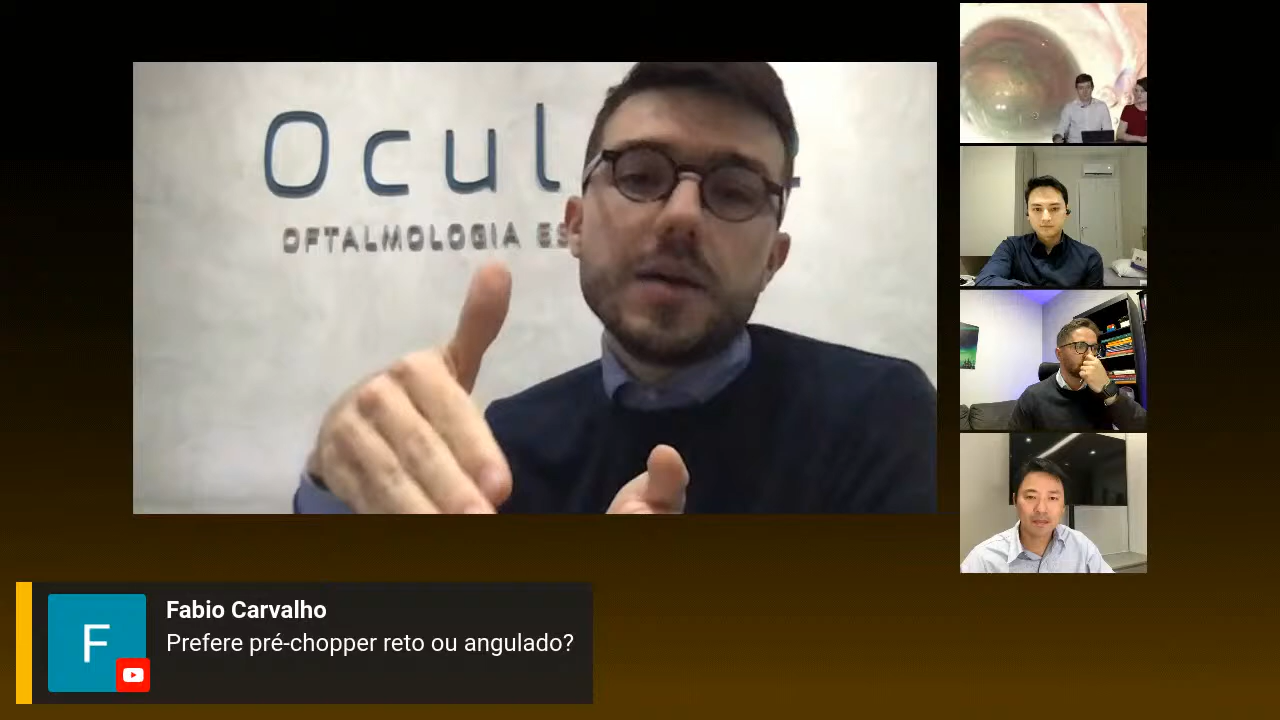 Ocul
OFTALMOLOGIA ES
Fabio Carvalho
Prefere pré-chopper reto ou angulado?
F